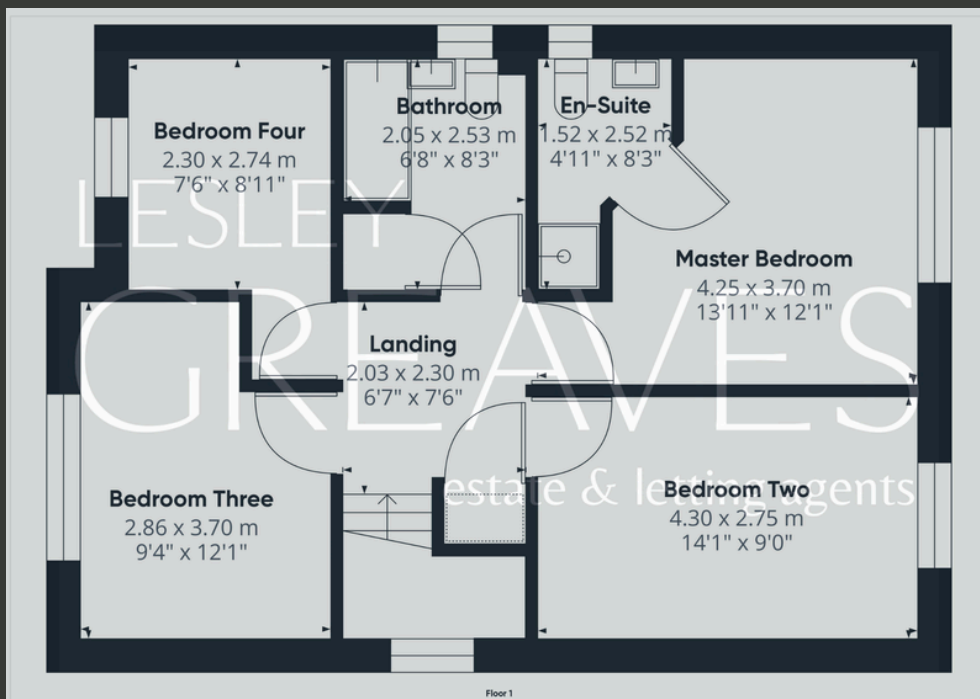 Bedroom Four
2.30 x 2.74 m
7'6" x 8'11"
Bathroom
2.05 x 2.53 m
6'8" x 8'3"
En-Suite
1.52 x 2.52 m
4'11" x 8'3"
LESLEY
GREAVES
estate & letting agents
Master Bedroom
4.25 x 3.70 m
13'11" x 12'1"
Landing
2.03 x 2.30 m
6'7" x 7'6"
Bedroom Three
2.86 x 3.70 m
9'4" x 12'1"
Bedroom Two
4.30 x 2.75 m
14'1" x 9'0"
Floor 1